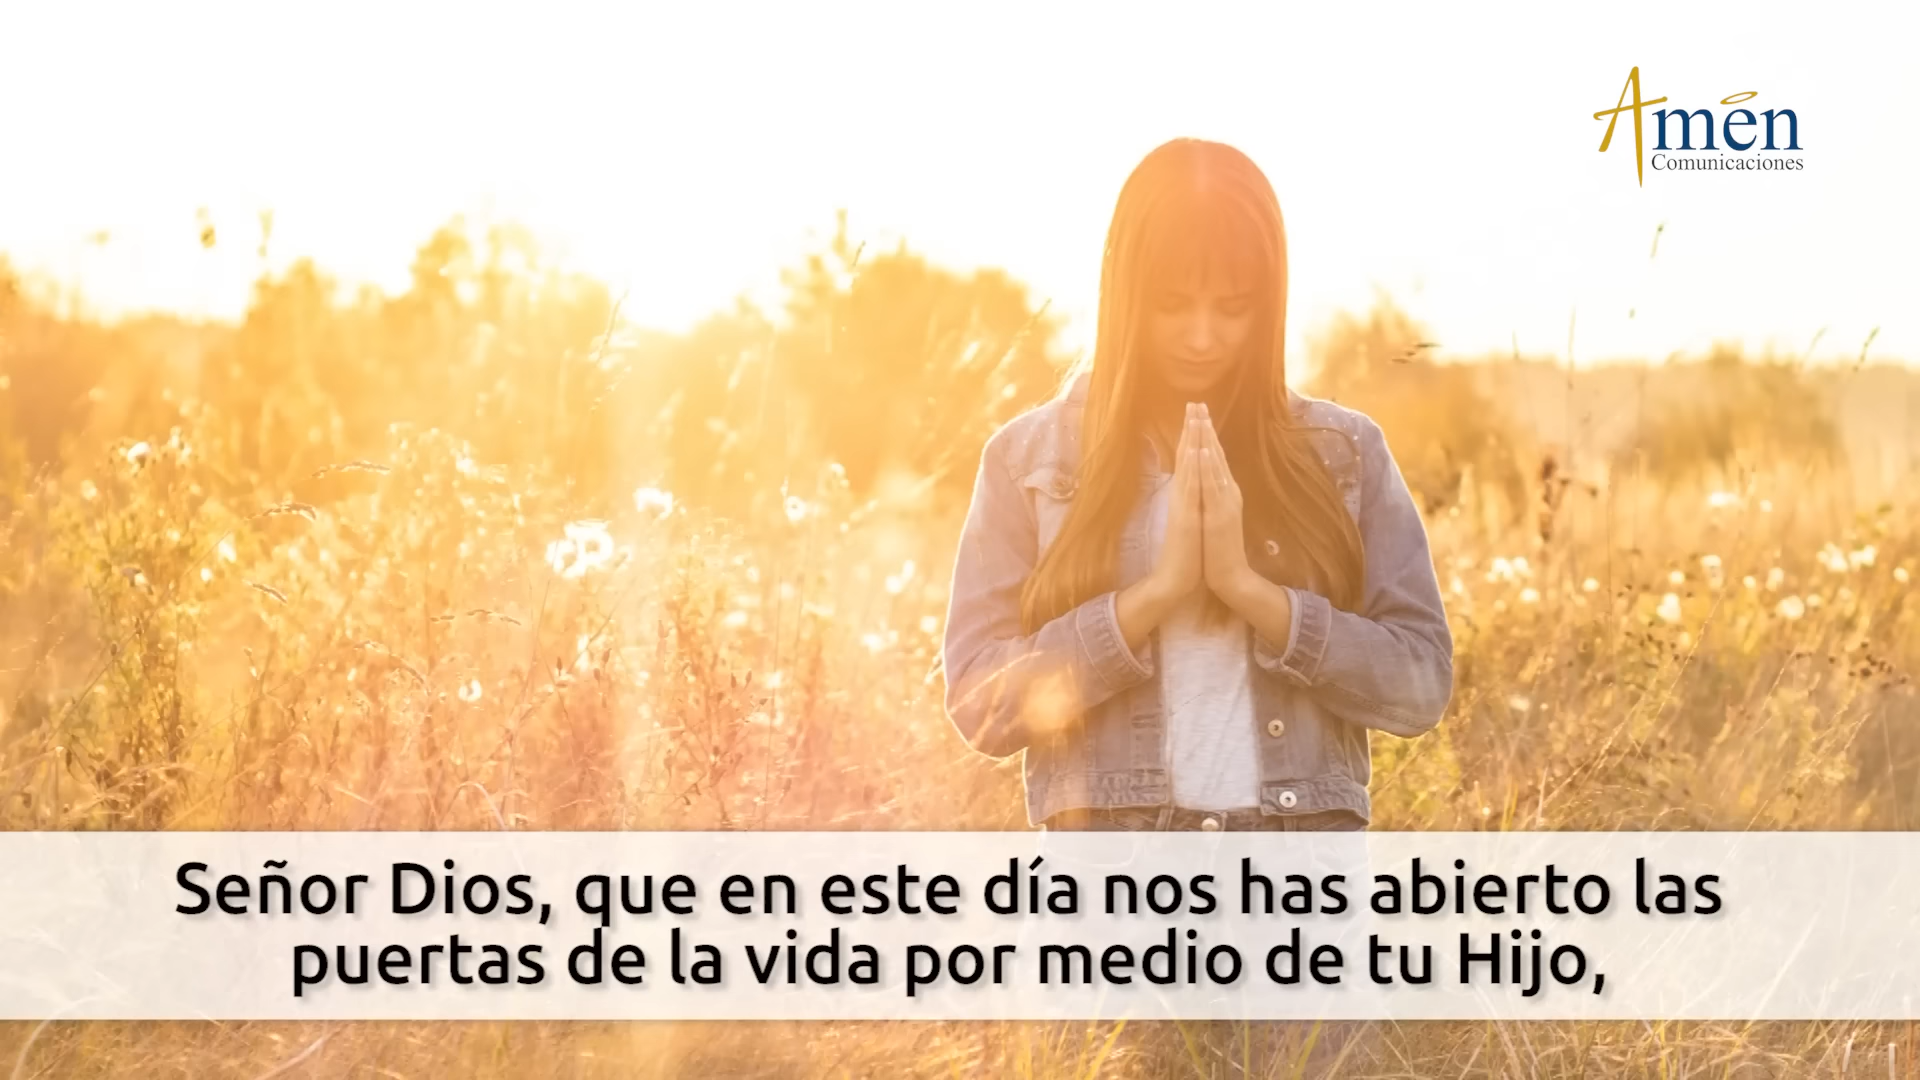 Amén
Comunicaciones
Señor Dios, que en este día nos has abierto las
puertas de la vida por medio de tu Hijo,